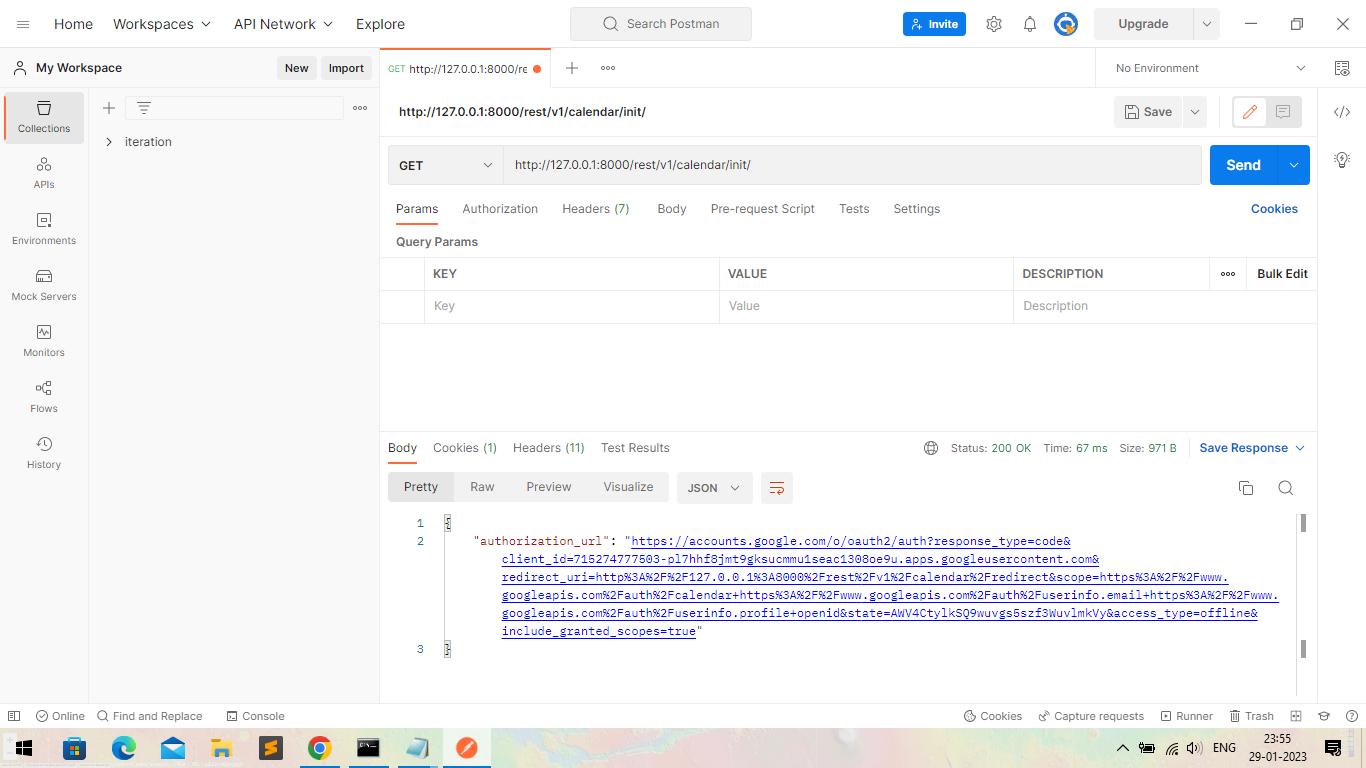 Home
Workspaces
API Network
Explore
Search Postman
Invite
Upgrade
My Workspace
New
Import
GET http://127.0.0.1:8000/re
No Environment
Collections
APIs
Environments
Mock Servers
Monitors
Flows
History
iteration
http://127.0.0.1:8000/rest/v1/calendar/init/
Save
GET
http://127.0.0.1:8000/rest/v1/calendar/init/
Send
Params
Authorization
Headers (7)
Body
Pre-request Script
Tests
Settings
Cookies
Query Params
KEY
VALUE
DESCRIPTION
Bulk Edit
Key
Value
Description
Body
Cookies (1)
Headers (11)
Test Results
Status: 200 OK
Time: 67 ms
Size: 971 B
Save Response
Pretty
Raw
Preview
Visualize
JSON
1 {
2 "authorization_url": "https://accounts.google.com/o/oauth2/auth?response_type=code&
client_id=715274777503-pl7hhf8jmt9gksucmmu1seac1308oe9u.apps.googleusercontent.com&
redirect_uri=http%3A%2F%2F127.0.0.1%3A8000%2Frest%2Fv1%2Fcalendar%2Fredirect&scope=https%3A%2F%2Fwww.
googleapis.com%2Fauth%2Fcalendar+https%3A%2F%2Fwww.googleapis.com%2Fauth%2Fuserinfo.email+https%3A%2F%2Fwww.
googleapis.com%2Fauth%2Fuserinfo.profile+openid&state=AWV4CtylkSQ9wuvgs5szf3WuvlmkVy&access_type=offline&
include_granted_scopes=true"
3 }
Online
Find and Replace
Console
Cookies
Capture requests
Runner
Trash
ENG
23:55
29-01-2023